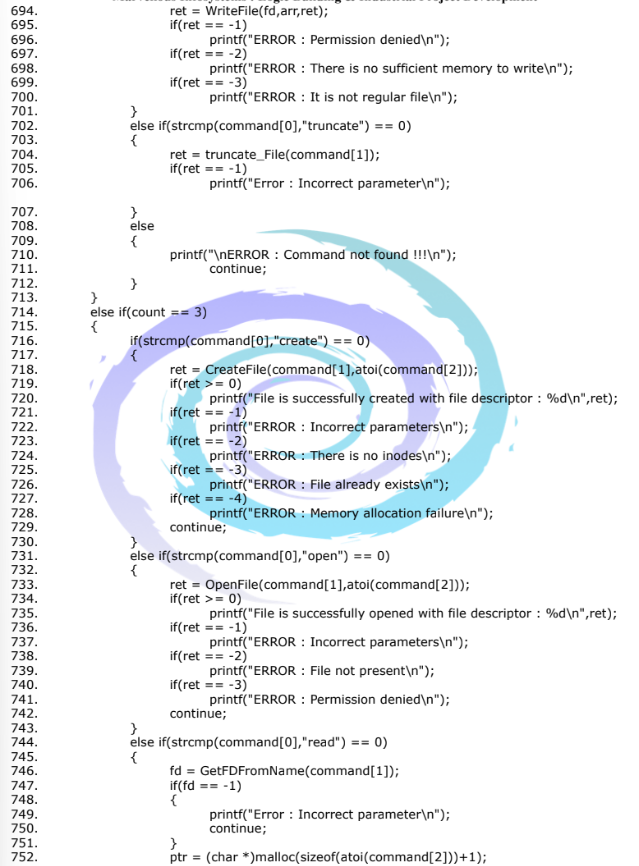 694. ret = WriteFile(fd,arr,ret);
695. if(ret == -1)
696. printf("ERROR : Permission denied\n");
697. if(ret == -2)
698. printf("ERROR : There is no sufficient memory to write\n");
699. if(ret == -3)
700. printf("ERROR : It is not regular file\n");
701. }
702. else if(strcmp(command[0],"truncate") == 0)
703. {
704. ret = truncate_File(command[1]);
705. if(ret == -1)
706. printf("Error : Incorrect parameter\n");
707. }
708. else
709. {
710. printf("\nERROR : Command not found !!!\n");
711. continue;
712. }
713. }
714. else if(count == 3)
715. {
716. if(strcmp(command[0],"create") == 0)
717. {
718. ret = CreateFile(command[1],atoi(command[2]));
719. if(ret >= 0)
720. printf("File is successfully created with file descriptor : %d\n",ret);
721. if(ret == -1)
722. printf("ERROR : Incorrect parameters\n");
723. if(ret == -2)
724. printf("ERROR : There is no inodes\n");
725. if(ret == -3)
726. printf("ERROR : File already exists\n");
727. if(ret == -4)
728. printf("ERROR : Memory allocation failure\n");
729. continue;
730. }
731. else if(strcmp(command[0],"open") == 0)
732. {
733. ret = OpenFile(command[1],atoi(command[2]));
734. if(ret >= 0)
735. printf("File is successfully opened with file descriptor : %d\n",ret);
736. if(ret == -1)
737. printf("ERROR : Incorrect parameters\n");
738. if(ret == -2)
739. printf("ERROR : File not present\n");
740. if(ret == -3)
741. printf("ERROR : Permission denied\n");
742. continue;
743. }
744. else if(strcmp(command[0],"read") == 0)
745. {
746. fd = GetFDFromName(command[1]);
747. if(fd == -1)
748. {
749. printf("Error : Incorrect parameter\n");
750. continue;
751. }
752. ptr = (char *)malloc(sizeof(atoi(command[2]))+1);